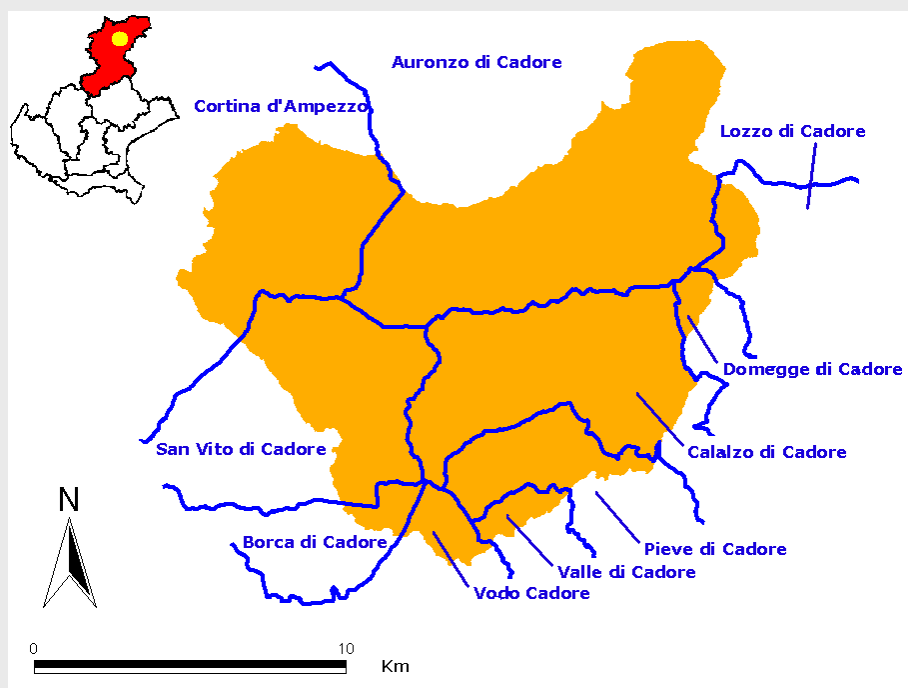 Auronzo di Cadore
Cortina d'Ampezzo
Lozzo di Cadore
Domegge di Cadore
San Vito di Cadore
Calalzo di Cadore
N
Borca di Cadore
Pieve di Cadore
Valle di Cadore
Vodo Cadore
0 10
Km